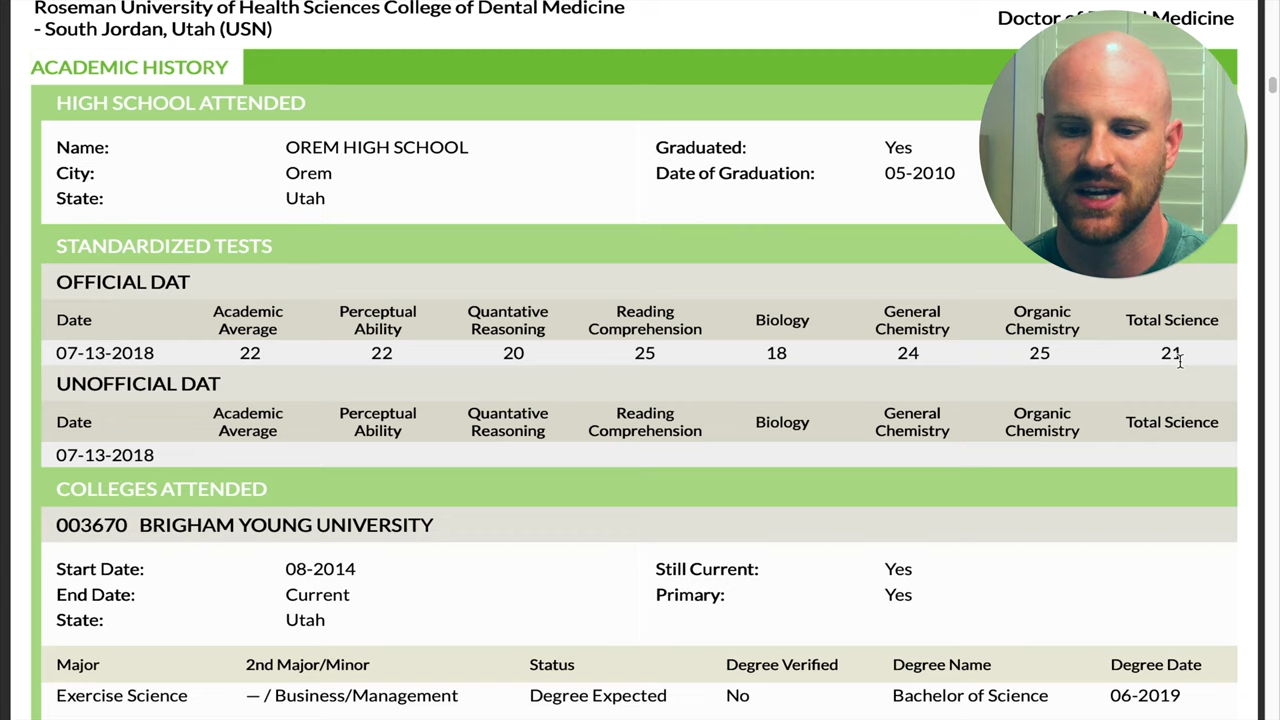 Roseman University of Health Sciences College of Dental Medicine
- South Jordan, Utah (USN)
Doctor of Medicine
ACADEMIC HISTORY
HIGH SCHOOL ATTENDED
Name: OREM HIGH SCHOOL Graduated: Yes
City: Orem Date of Graduation: 05-2010
State: Utah
STANDARDIZED TESTS
OFFICIAL DAT
Date Academic Average Perceptual Ability Quantative Reasoning Reading Comprehension Biology General Chemistry Organic Chemistry Total Science
07-13-2018 22 22 20 25 18 24 25 21
UNOFFICIAL DAT
Date Academic Average Perceptual Ability Quantative Reasoning Reading Comprehension Biology General Chemistry Organic Chemistry Total Science
07-13-2018
COLLEGES ATTENDED
003670 BRIGHAM YOUNG UNIVERSITY
Start Date: 08-2014 Still Current: Yes
End Date: Current Primary: Yes
State: Utah
Major 2nd Major/Minor Status Degree Verified Degree Name Degree Date
Exercise Science — / Business/Management Degree Expected No Bachelor of Science 06-2019